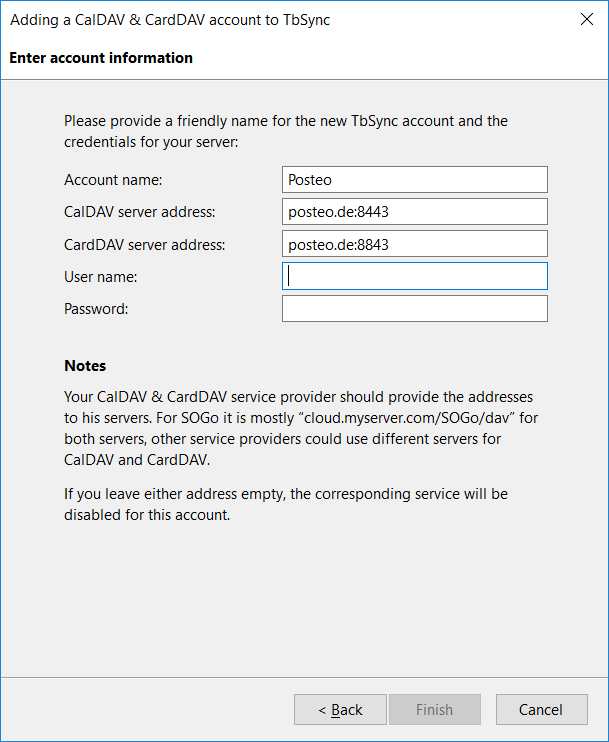 Adding a CalDAV & CardDAV account to TbSync
Enter account information
Please provide a friendly name for the new TbSync account and the
credentials for your server:
Account name: Posteo
CalDAV server address: posteo.de:8443
CardDAV server address: posteo.de:8843
User name:
Password:
Notes
Your CalDAV & CardDAV service provider should provide the addresses
to his servers. For SOGo it is mostly “cloud.myserver.com/SOGo/dav” for
both servers, other service providers could use different servers for
CalDAV and CardDAV.
If you leave either address empty, the corresponding service will be
disabled for this account.
< Back Finish Cancel